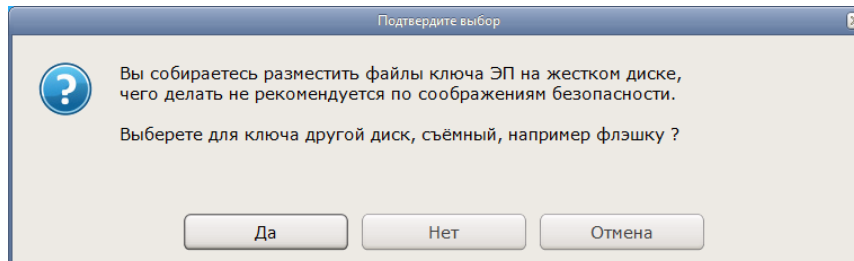 Подтвердите выбор
Вы собираетесь разместить файлы ключа ЭП на жестком диске,
чего делать не рекомендуется по соображениям безопасности.
Выберете для ключа другой диск, съёмный, например флэшку ?
Да
Нет
Отмена